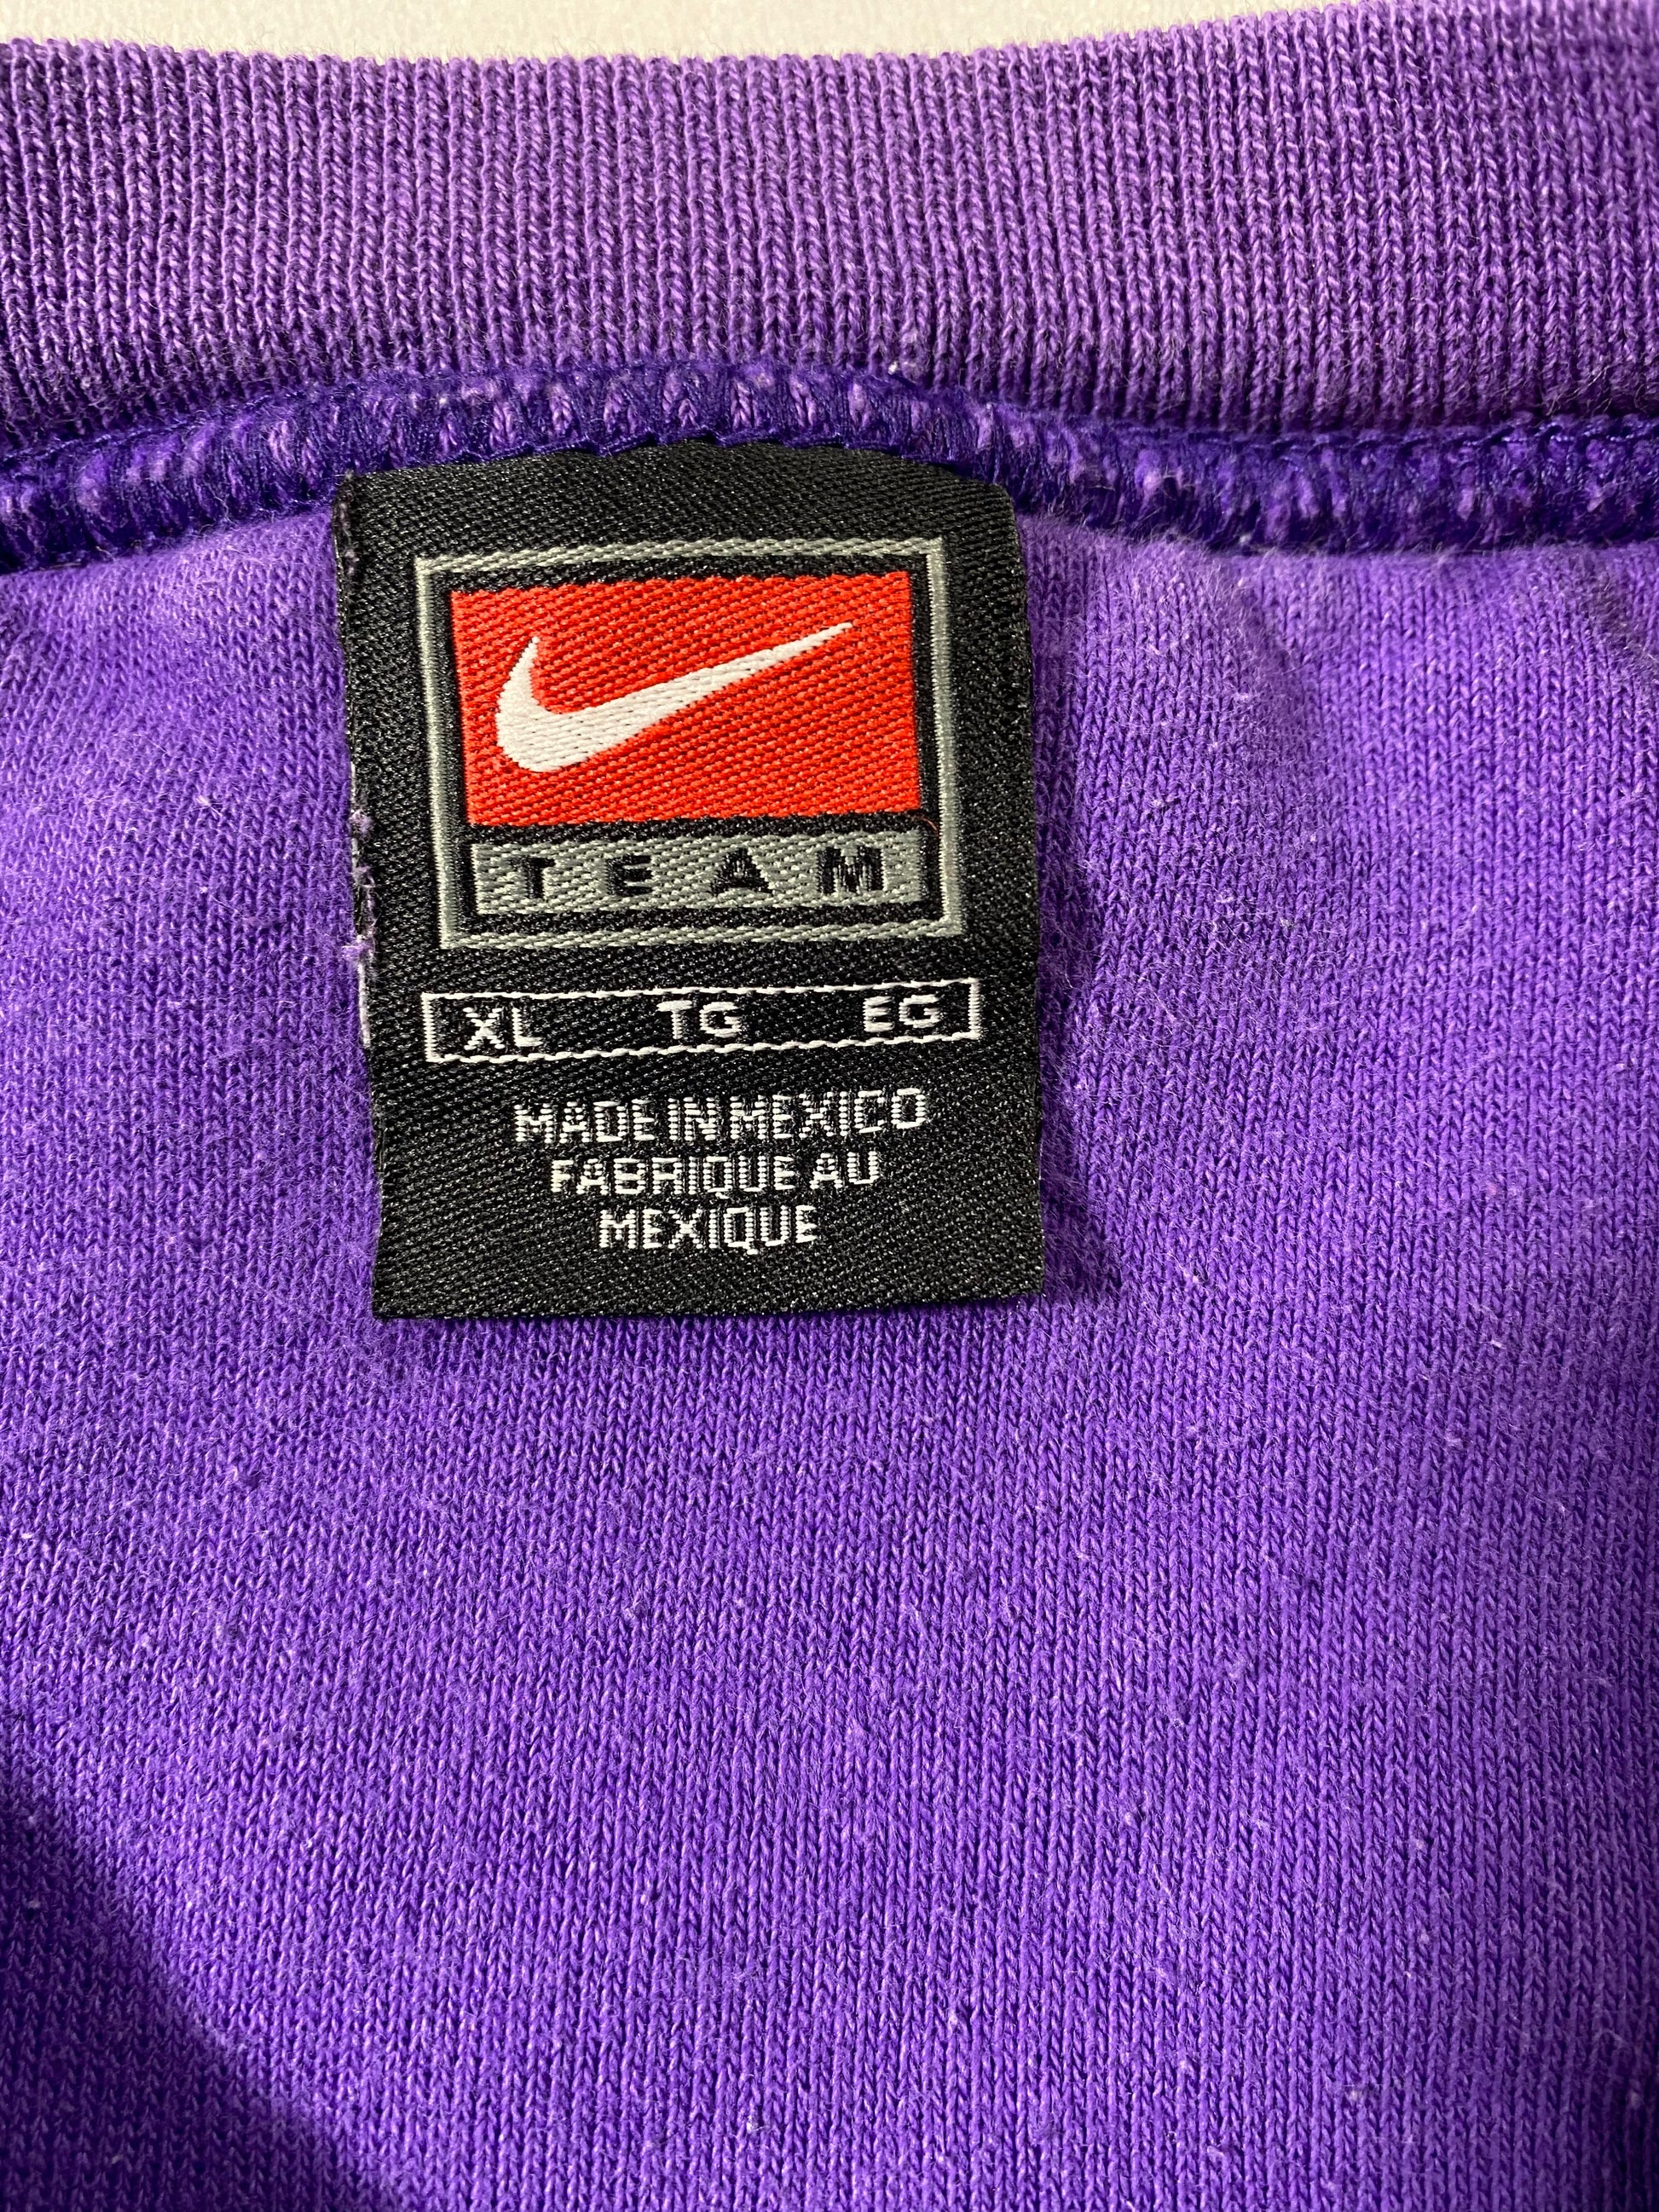 TEAM
XL TG EG
MADE IN MEXICO
FABRIQUE AU
MEXIQUE